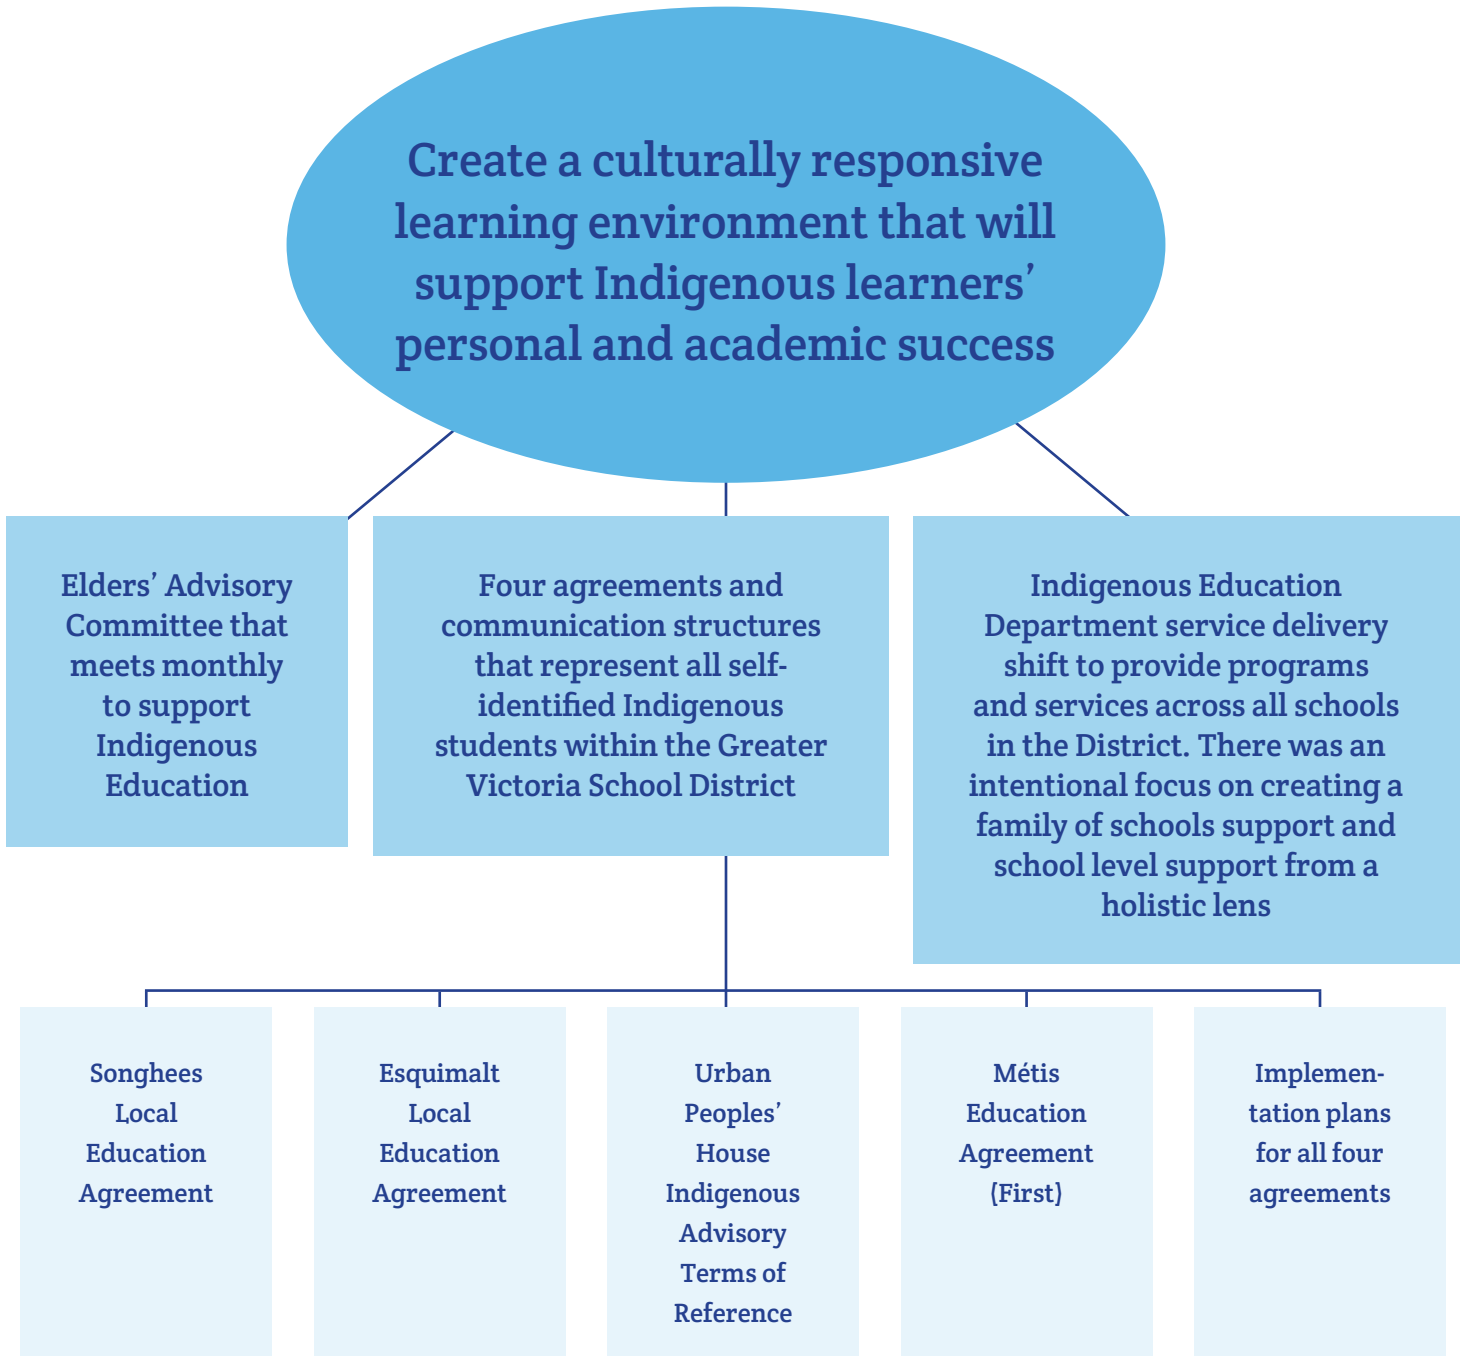 Create a culturally responsive
learning environment that will
support Indigenous learners’
personal and academic success
Elders’ Advisory
Committee that
meets monthly
to support
Indigenous
Education
Four agreements and
communication structures
that represent all self-
identified Indigenous
students within the Greater
Victoria School District
Indigenous Education
Department service delivery
shift to provide programs
and services across all schools
in the District. There was an
intentional focus on creating a
family of schools support and
school level support from a
holistic lens
Songhees
Local
Education
Agreement
Esquimalt
Local
Education
Agreement
Urban
Peoples’
House
Indigenous
Advisory
Terms of
Reference
Métis
Education
Agreement
(First)
Implemen-
tation plans
for all four
agreements